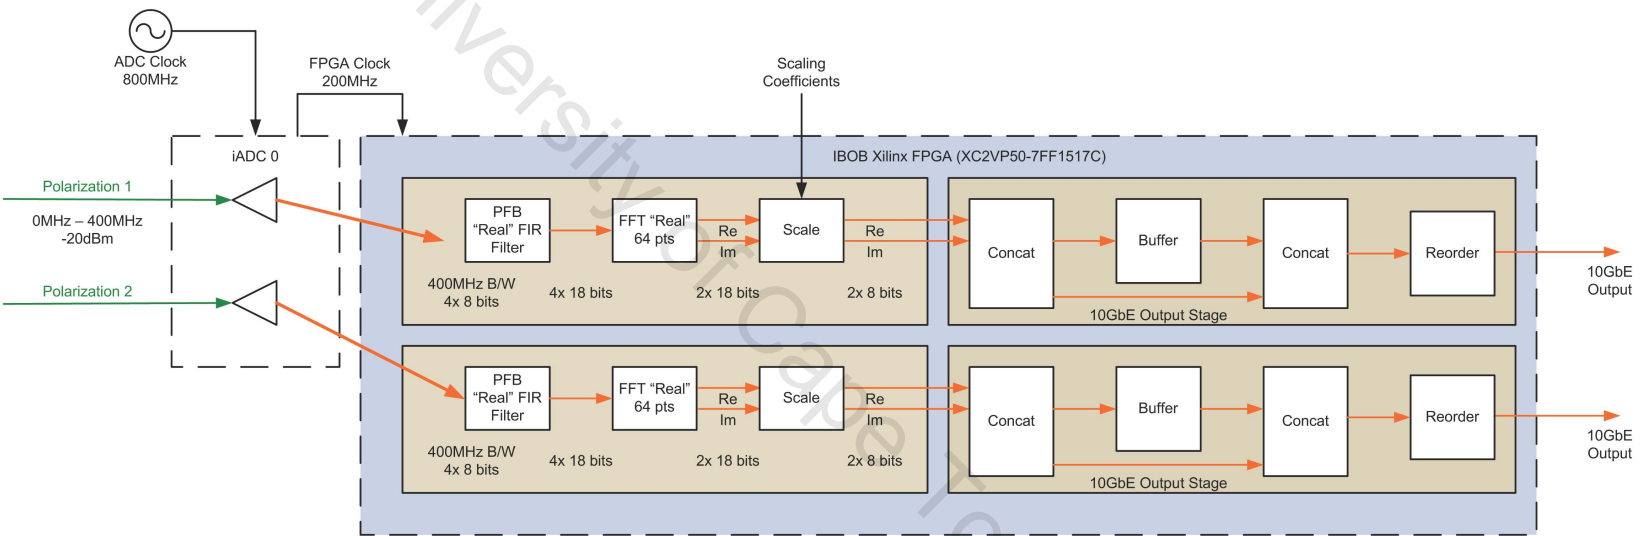 ADC Clock
800MHz
FPGA Clock
200MHz
Scaling
Coefficients
iADC 0
IBOB Xilinx FPGA (XC2VP50-7FF1517C)
Polarization 1
0MHz – 400MHz
-20dBm
Polarization 2
PFB
“Real” FIR
Filter
FFT “Real”
64 pts
Re
Im
Scale
Re
Im
400MHz B/W
4x 8 bits
4x 18 bits
2x 18 bits
2x 8 bits
Concat
Buffer
Concat
Reorder
10GbE Output Stage
10GbE
Output
PFB
“Real” FIR
Filter
FFT “Real”
64 pts
Re
Im
Scale
Re
Im
400MHz B/W
4x 8 bits
4x 18 bits
2x 18 bits
2x 8 bits
Concat
Buffer
Concat
Reorder
10GbE Output Stage
10GbE
Output
iversity of Cape To